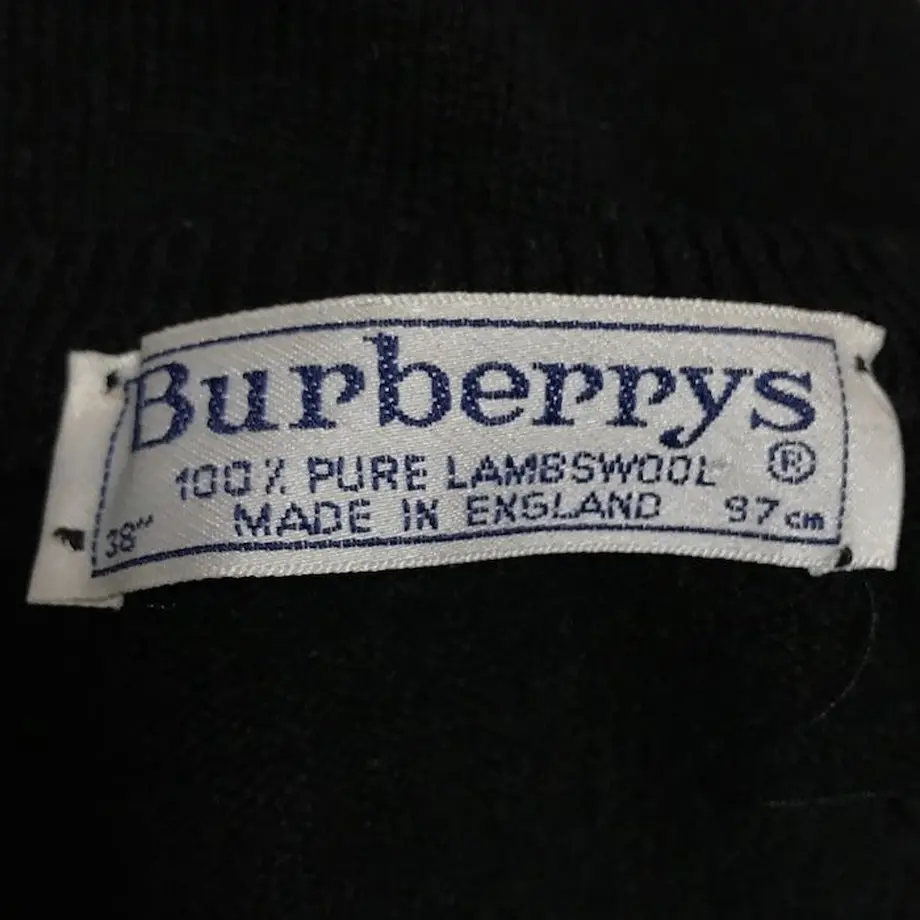 Burberrys
100% PURE LAMBSWOOL ®
38" MADE IN ENGLAND 97 cm